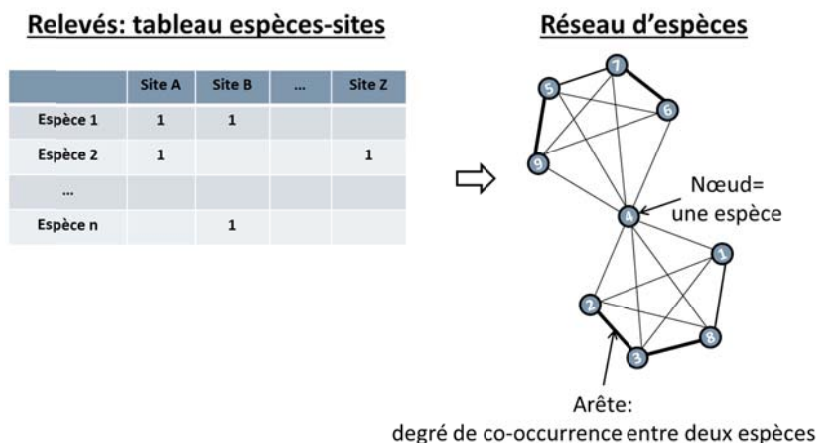 Relevés: tableau espèces-sites
Site A Site B ... Site Z
Espèce 1 1 1
Espèce 2 1 1
...
Espèce n 1
Réseau d'espèces
7
5
6
9
Nœud=
4 une espèce
1
2
8
3
Arête:
degré de co-occurrence entre deux espèces